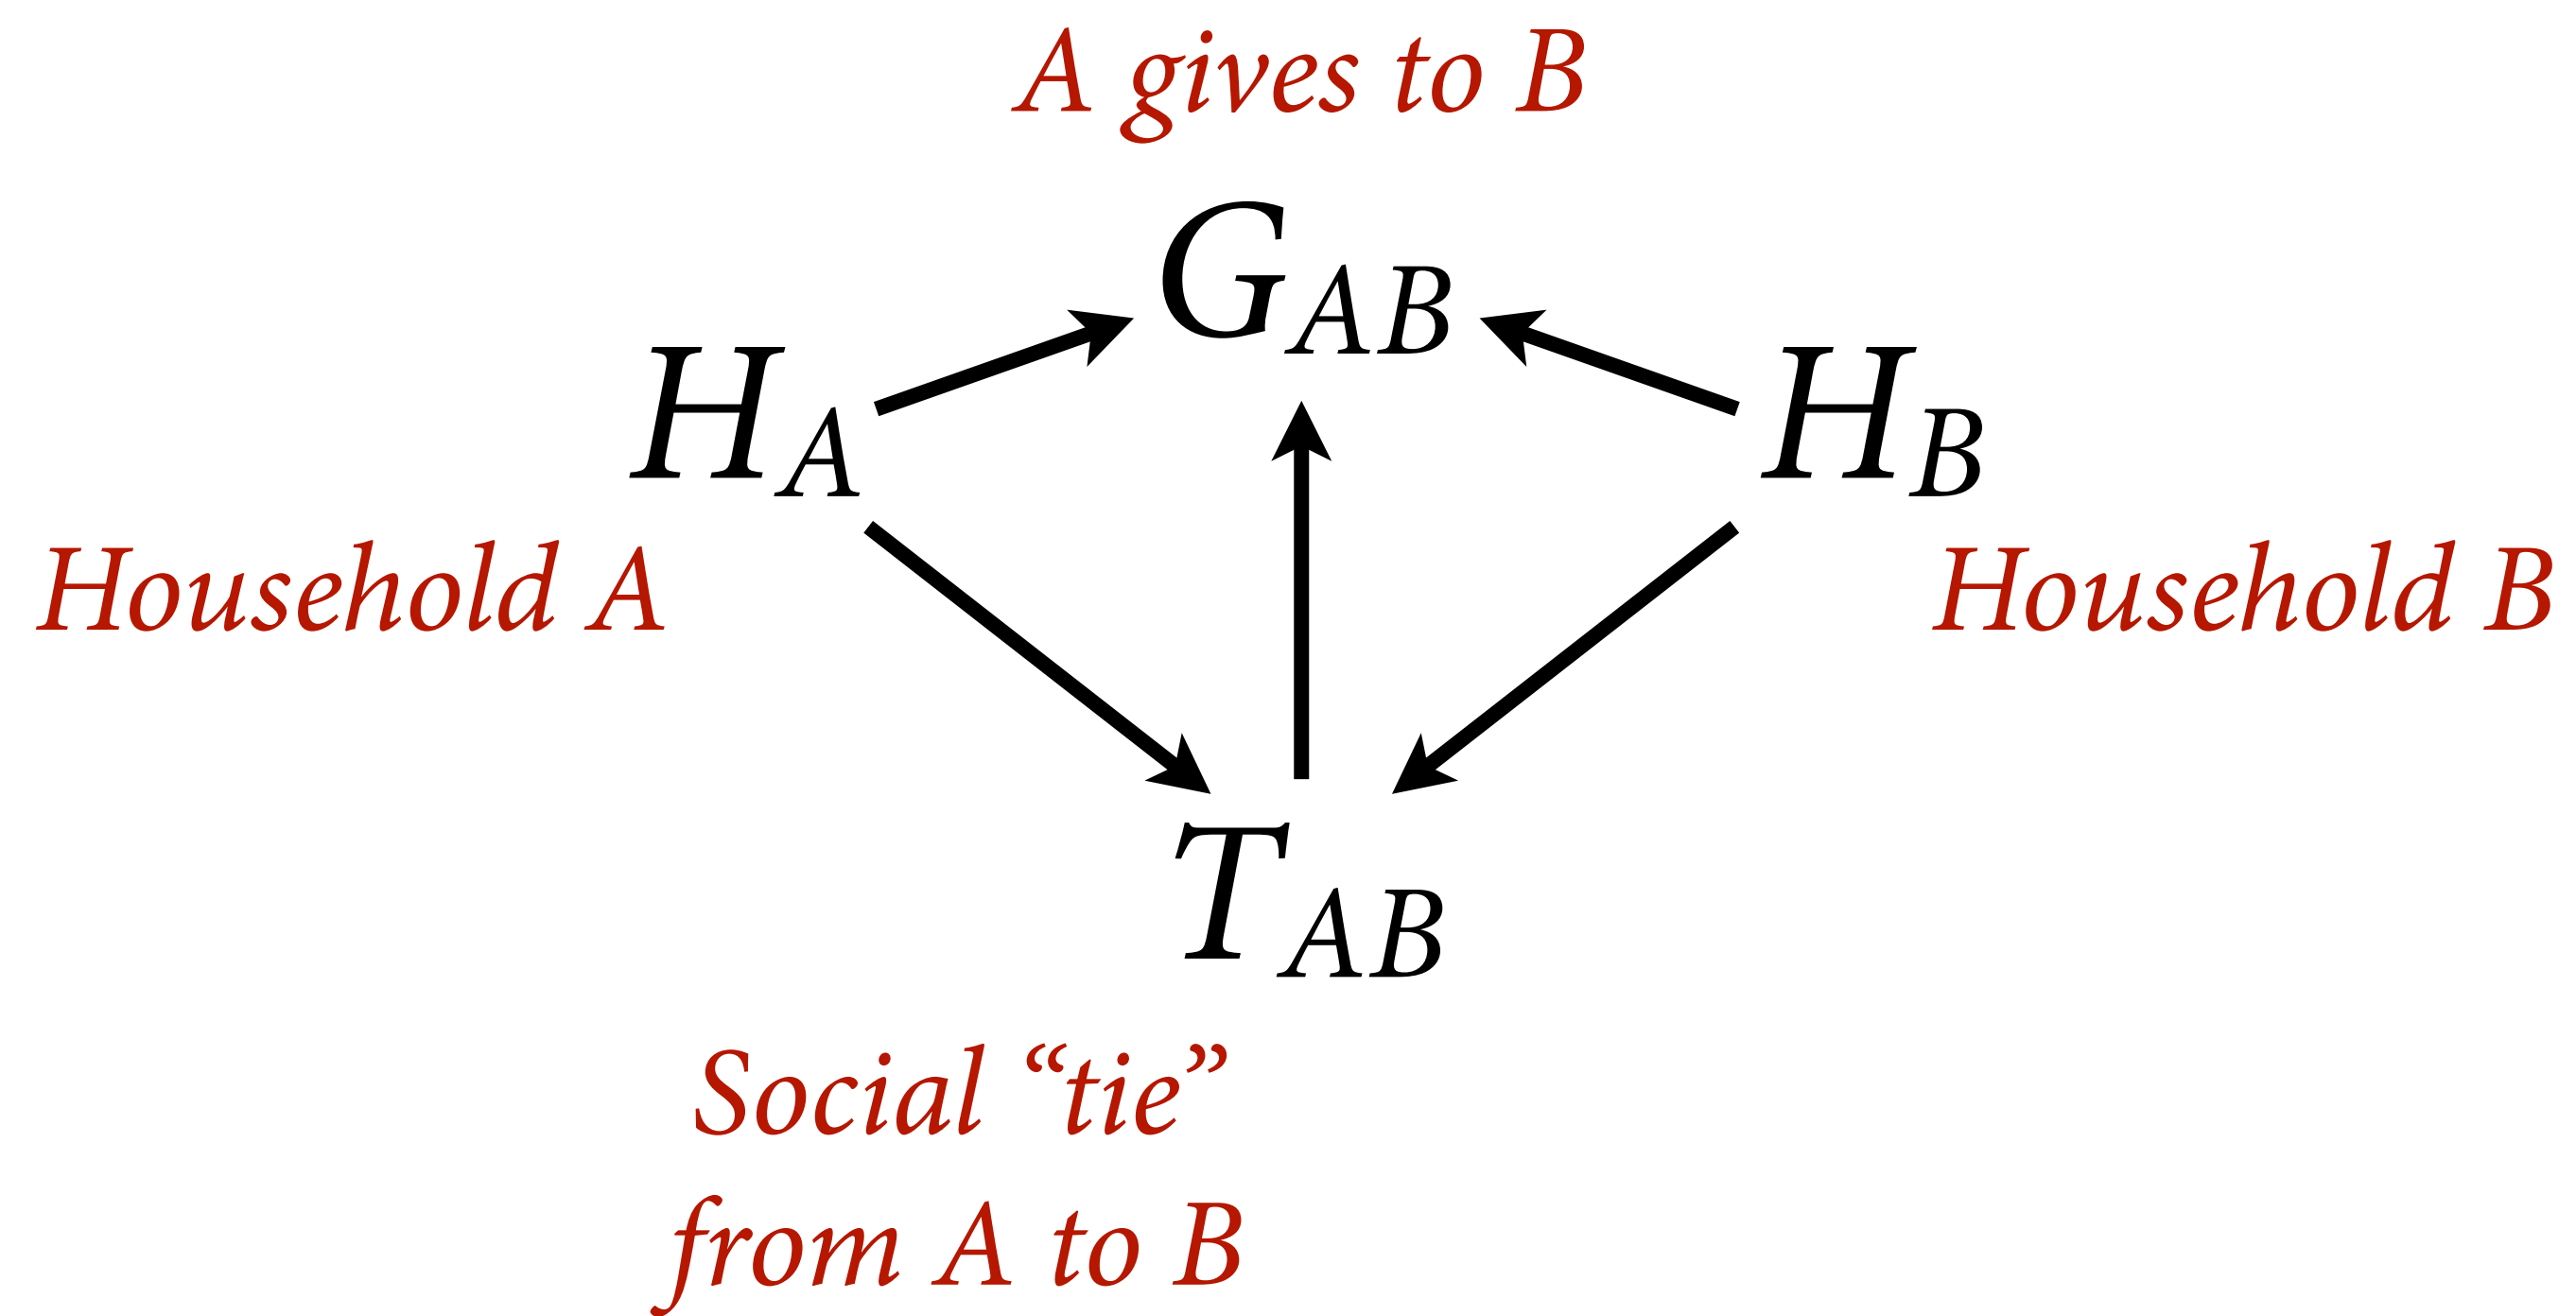 A gives to B
G_AB
H_A
H_B
Household A
Household B
T_AB
Social “tie”
from A to B